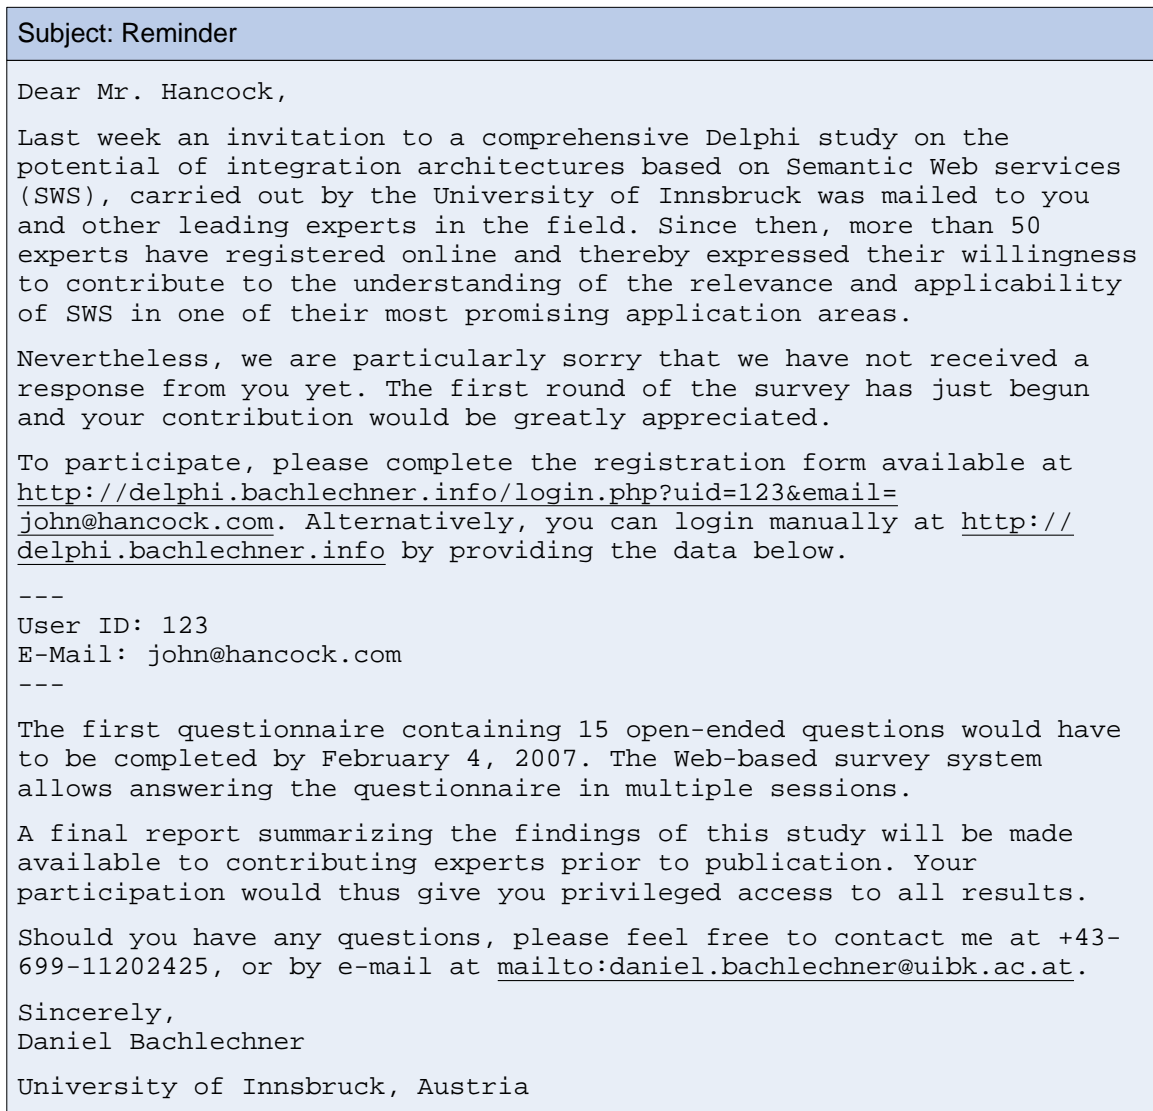 Subject: Reminder
Dear Mr. Hancock,
Last week an invitation to a comprehensive Delphi study on the
potential of integration architectures based on Semantic Web services
(SWS), carried out by the University of Innsbruck was mailed to you
and other leading experts in the field. Since then, more than 50
experts have registered online and thereby expressed their willingness
to contribute to the understanding of the relevance and applicability
of SWS in one of their most promising application areas.
Nevertheless, we are particularly sorry that we have not received a
response from you yet. The first round of the survey has just begun
and your contribution would be greatly appreciated.
To participate, please complete the registration form available at
http://delphi.bachlechner.info/login.php?uid=123&email=
john@hancock.com. Alternatively, you can login manually at http://
delphi.bachlechner.info by providing the data below.
---
User ID: 123
E-Mail: john@hancock.com
---
The first questionnaire containing 15 open-ended questions would have
to be completed by February 4, 2007. The Web-based survey system
allows answering the questionnaire in multiple sessions.
A final report summarizing the findings of this study will be made
available to contributing experts prior to publication. Your
participation would thus give you privileged access to all results.
Should you have any questions, please feel free to contact me at +43-
699-11202425, or by e-mail at mailto:daniel.bachlechner@uibk.ac.at.
Sincerely,
Daniel Bachlechner
University of Innsbruck, Austria